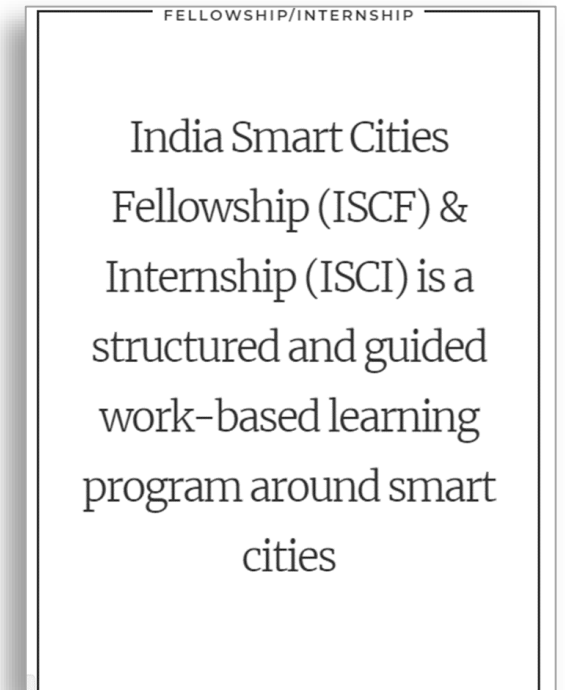 FELLOWSHIP/INTERNSHIP
India Smart Cities
Fellowship (ISCF) &
Internship (ISCI) is a
structured and guided
work-based learning
program around smart
cities